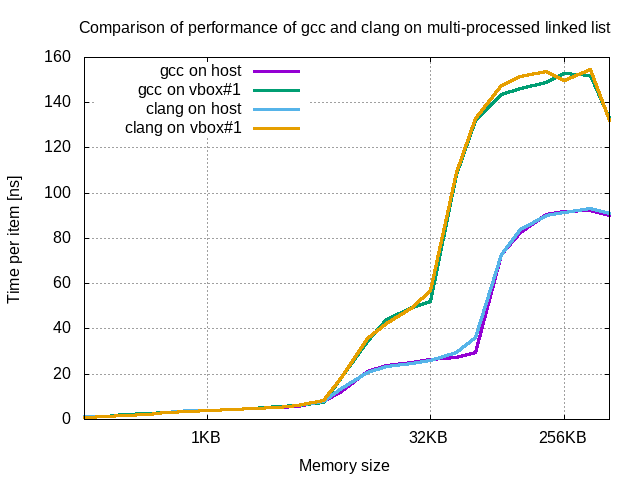 Comparison of performance of gcc and clang on multi-processed linked list
160
140
120
100
80
60
40
20
0
Time per item [ns]
gcc on host
gcc on vbox#1
clang on host
clang on vbox#1
1KB
32KB
256KB
Memory size